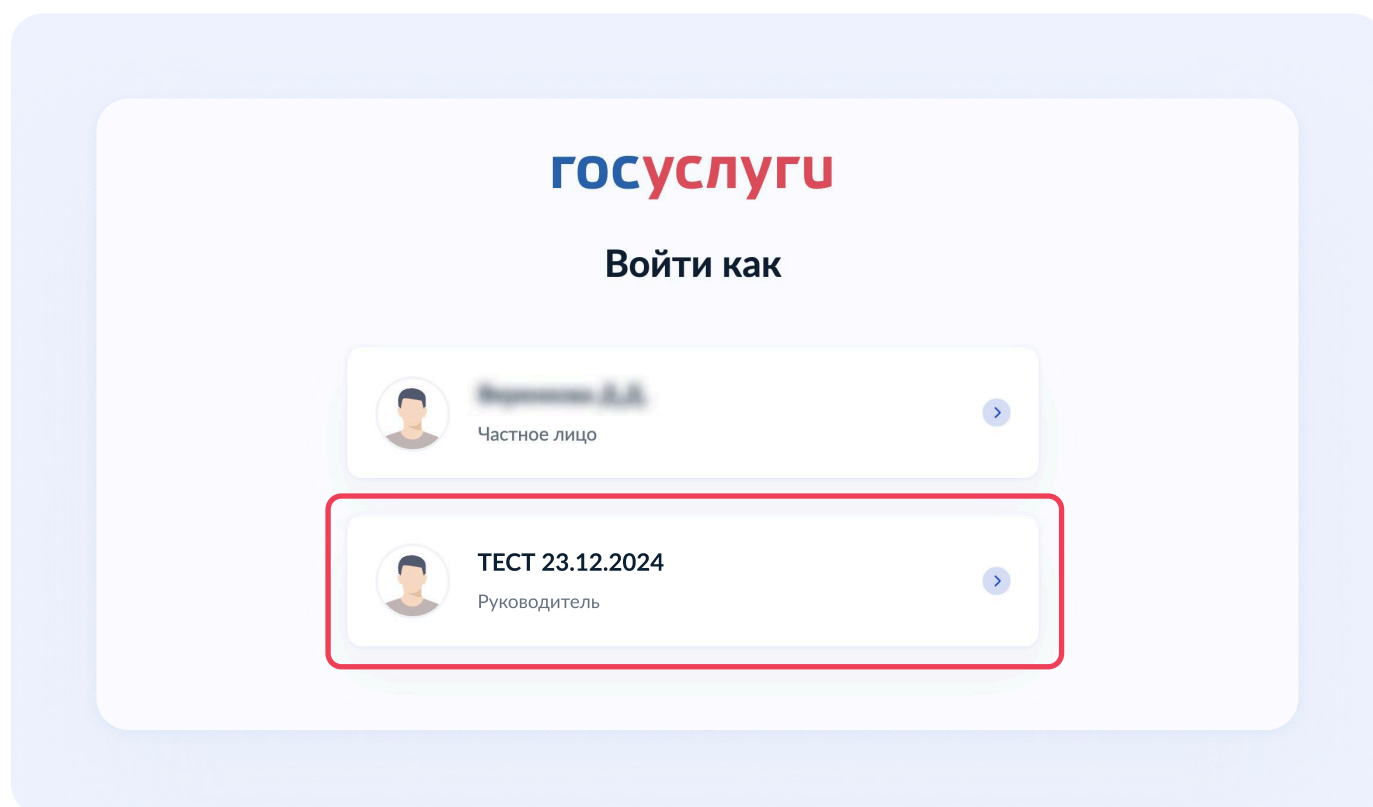 госуслуги
Войти как
Частное лицо
ТЕСТ 23.12.2024
Руководитель